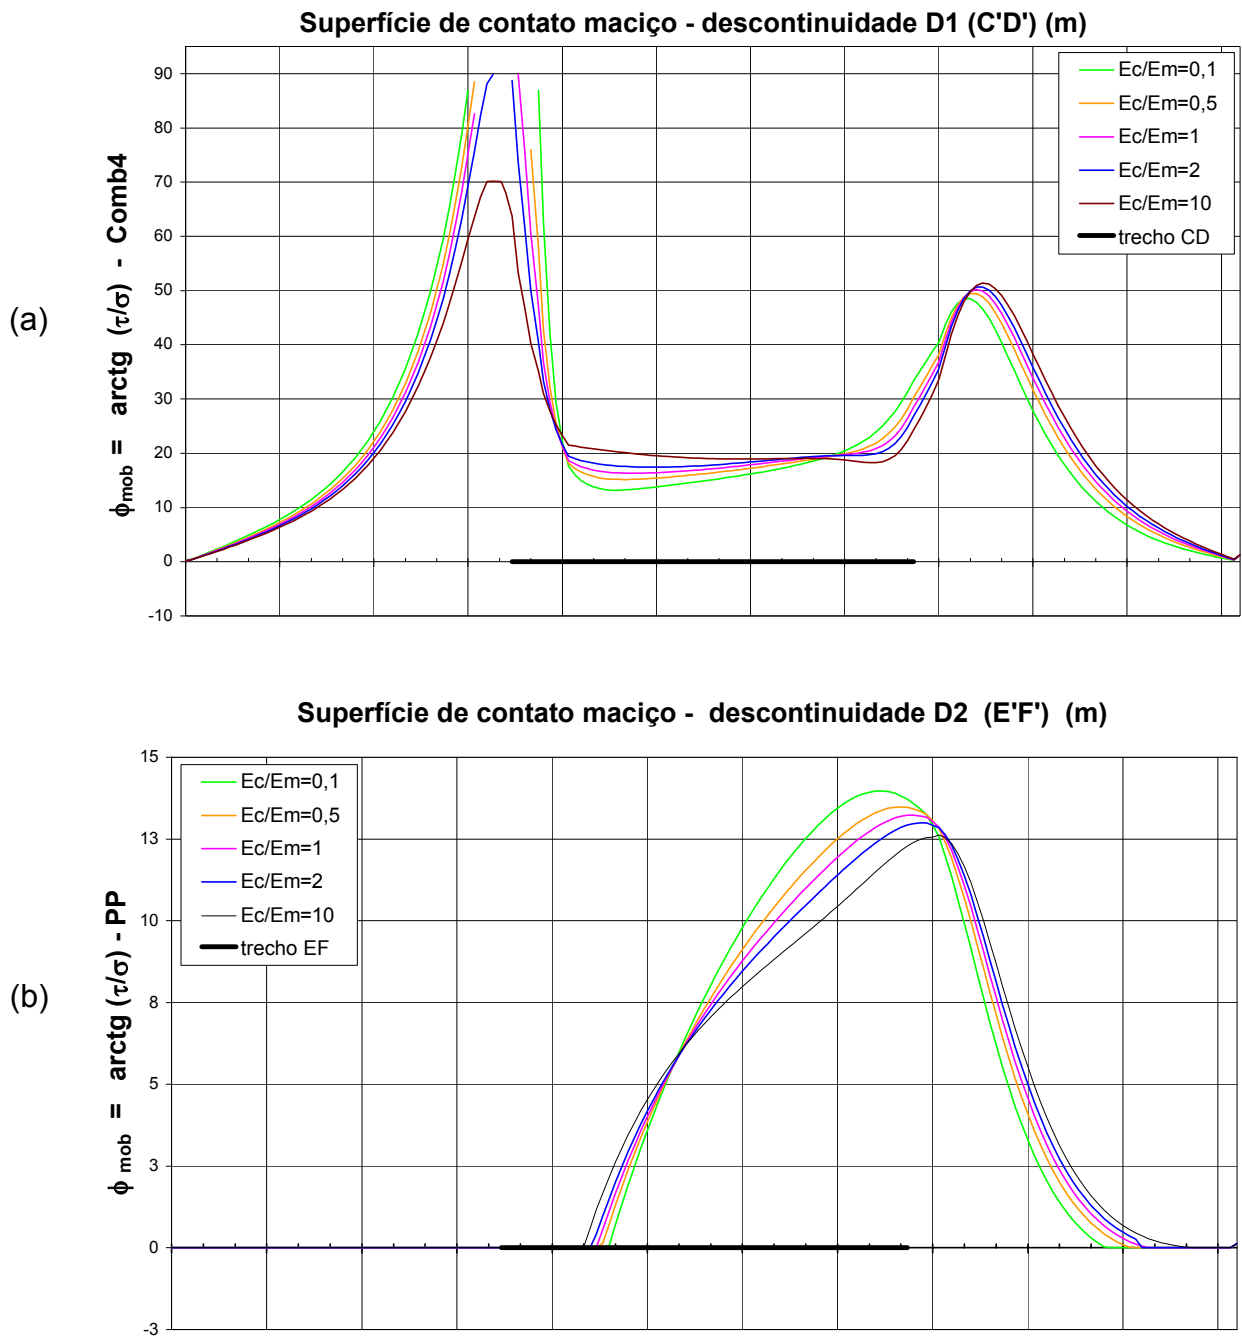 Superfície de contato maciço - descontinuidade D1 (C'D') (m)
(a)
ϕmob = arctg (τ/σ) - Comb4
90
80
70
60
50
40
30
20
10
0
-10
Ec/Em=0,1
Ec/Em=0,5
Ec/Em=1
Ec/Em=2
Ec/Em=10
trecho CD
Superfície de contato maciço - descontinuidade D2 (E'F') (m)
(b)
ϕ mob = arctg (τ/σ) - PP
15
13
10
8
5
3
0
-3
Ec/Em=0,1
Ec/Em=0,5
Ec/Em=1
Ec/Em=2
Ec/Em=10
trecho EF